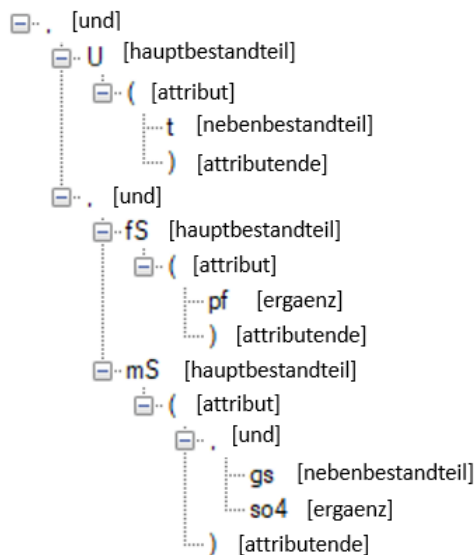 . [und]
U [hauptbestandteil]
( [attribut]
t [nebenbestandteil]
) [attributende]
. [und]
fS [hauptbestandteil]
( [attribut]
pf [ergaenz]
) [attributende]
mS [hauptbestandteil]
( [attribut]
. [und]
gs [nebenbestandteil]
so4 [ergaenz]
) [attributende]